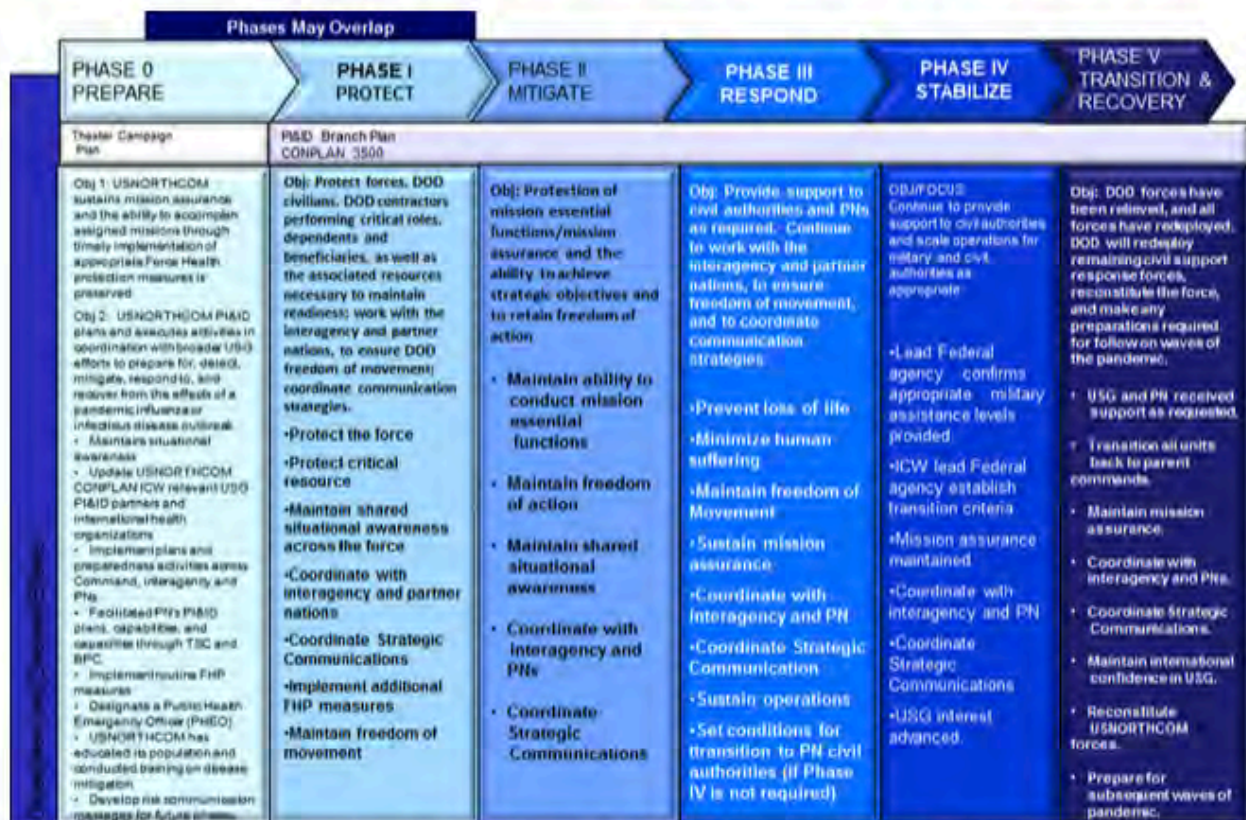 Phases May Overlap
PHASE 0
PREPARE
PHASE I
PROTECT
PHASE II
MITIGATE
PHASE III
RESPOND
PHASE IV
STABILIZE
PHASE V
TRANSITION &
RECOVERY
Theater Campaign
Plan
PI&ID Branch Plan
CONPLAN 3500
Obj 1: USNORTHCOM
sustains mission assurance
and the ability to accomplish
assigned missions through
timely implementation of
appropriate Force Health
protection measures is
preserved
Obj 2: USNORTHCOM PI&ID
plans and executes activities in
coordination with broader USG
efforts to prepare for, detect,
mitigate, respond to, and
recover from the effects of a
pandemic influenza or
infectious disease outbreak
• Maintains situational
awareness
• Update USNORTHCOM
CONPLAN ICW relevant USG
PI&ID partners and
international health
organizations
• Implement plans and
preparedness activities across
Command, interagency and
PNs
• Facilitated PN's PI&ID
plans, capabilities, and
capacities through TSC and
BPC
• Implement routine FHP
measures
• Designate a Public Health
Emergency Officer (PHEO)
• USNORTHCOM has
educated its population and
conducted training on disease
mitigation
• Develop risk communication
messages for future phases
Obj: Protect forces, DOD
civilians, DOD contractors
performing critical roles,
dependents and
beneficiaries, as well as
the associated resources
necessary to maintain
readiness; work with the
interagency and partner
nations, to ensure DOD
freedom of movement;
coordinate communication
strategies.
•Protect the force
•Protect critical
resource
•Maintain shared
situational awareness
across the force
•Coordinate with
interagency and partner
nations
•Coordinate Strategic
Communications
•Implement additional
FHP measures
•Maintain freedom of
movement
Obj: Protection of
mission essential
functions/mission
assurance and the
ability to achieve
strategic objectives and
to retain freedom of
action
• Maintain ability to
conduct mission
essential
functions
• Maintain freedom
of action
• Maintain shared
situational
awareness
• Coordinate with
Interagency and
PNs
• Coordinate
Strategic
Communications
Obj: Provide support to
civil authorities and PNs
as required. Continue
to work with the
interagency and partner
nations, to ensure
freedom of movement,
and to coordinate
communication
strategies
•Prevent loss of life
•Minimize human
suffering
•Maintain freedom of
Movement
•Sustain mission
assurance
•Coordinate with
Interagency and PN
•Coordinate Strategic
Communication
•Sustain operations
•Set conditions for
ttransition to PN civil
authorities (if Phase
IV is not required)
OBJ/FOCUS
Continue to provide
support to civil authorities
and scale operations for
military and civil
authorities as
appropriate
•Lead Federal
agency confirms
appropriate military
assistance levels
provided
•ICW lead Federal
agency establish
transition criteria
•Mission assurance
maintained
•Coordinate with
interagency and PN
•Coordinate
Strategic
Communications
•USG interest
advanced.
Obj: DOD forces have
been relieved, and all
forces have redeployed.
DOD will redeploy
remaining civil support
response forces,
reconstitute the force,
and make any
preparations required
for follow on waves of
the pandemic.
• USG and PN received
support as requested.
• Transition all units
back to parent
commands.
• Maintain mission
assurance.
• Coordinate with
interagency and PNs.
• Coordinate Strategic
Communications.
• Maintain international
confidence in USG.
• Reconstitute
USNORTHCOM
forces.
• Prepare for
subsequent waves of
pandemic.